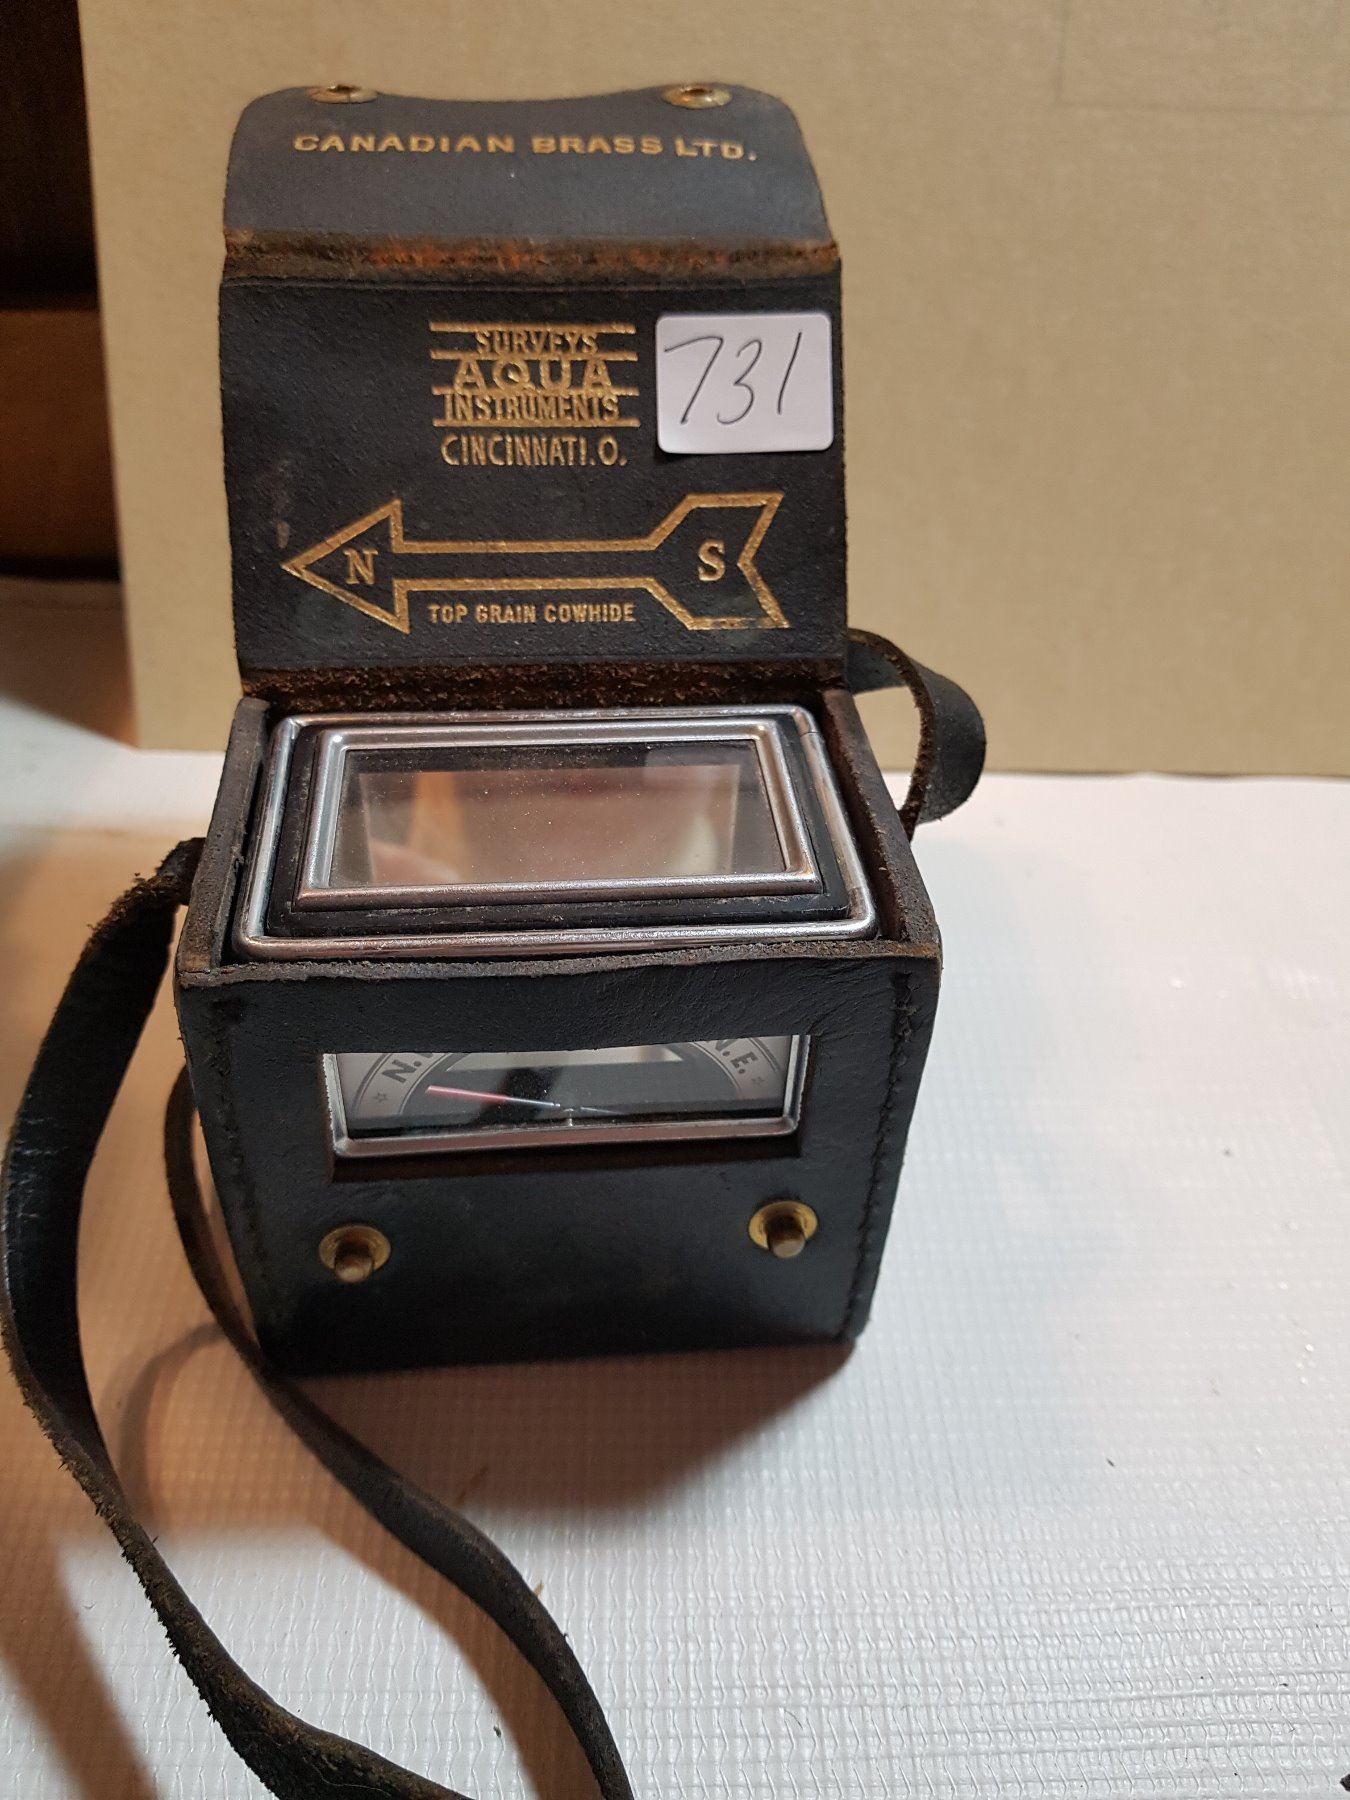 CANADIAN BRASS LTD.
SURVEYS
AQUA
INSTRUMENTS
CINCINNATI.O.
731
N S
TOP GRAIN COWHIDE
N.E.